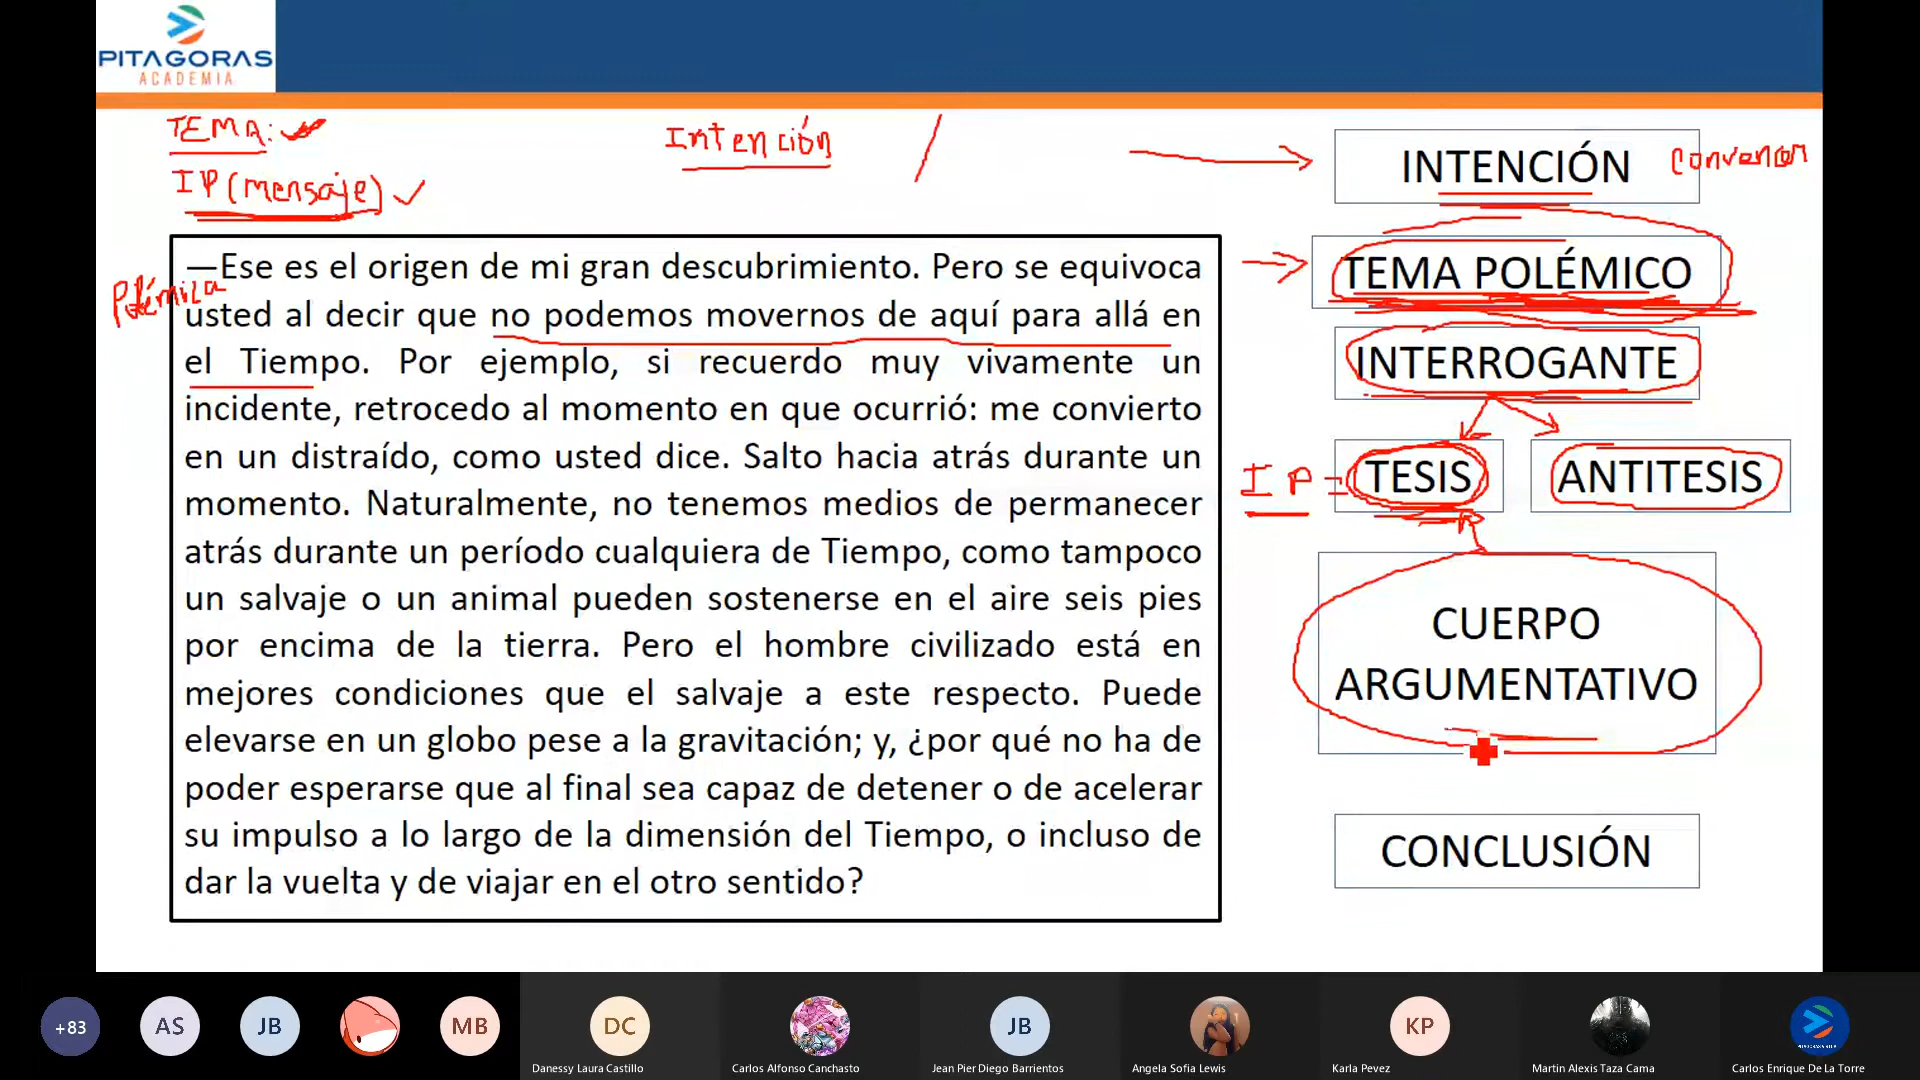 PITAGORAS
ACADEMIA
TEMA:
IP (mensaje)
Intención
Polémica
—Ese es el origen de mi gran descubrimiento. Pero se equivoca
usted al decir que no podemos movernos de aquí para allá en
el Tiempo. Por ejemplo, si recuerdo muy vivamente un
incidente, retrocedo al momento en que ocurrió: me convierto
en un distraído, como usted dice. Salto hacia atrás durante un
momento. Naturalmente, no tenemos medios de permanecer
atrás durante un período cualquiera de Tiempo, como tampoco
un salvaje o un animal pueden sostenerse en el aire seis pies
por encima de la tierra. Pero el hombre civilizado está en
mejores condiciones que el salvaje a este respecto. Puede
elevarse en un globo pese a la gravitación; y, ¿por qué no ha de
poder esperarse que al final sea capaz de detener o de acelerar
su impulso a lo largo de la dimensión del Tiempo, o incluso de
dar la vuelta y de viajar en el otro sentido?
INTENCIÓN convencer
TEMA POLÉMICO
INTERROGANTE
IP = TESIS ANTITESIS
CUERPO
ARGUMENTATIVO
CONCLUSIÓN
+83 AS JB MB DC JB KP
Danessy Laura Castillo Carlos Alfonso Canchasto Jean Pier Diego Barrientos Angela Sofia Lewis Karla Pevez Martin Alexis Taza Cama Carlos Enrique De La Torre